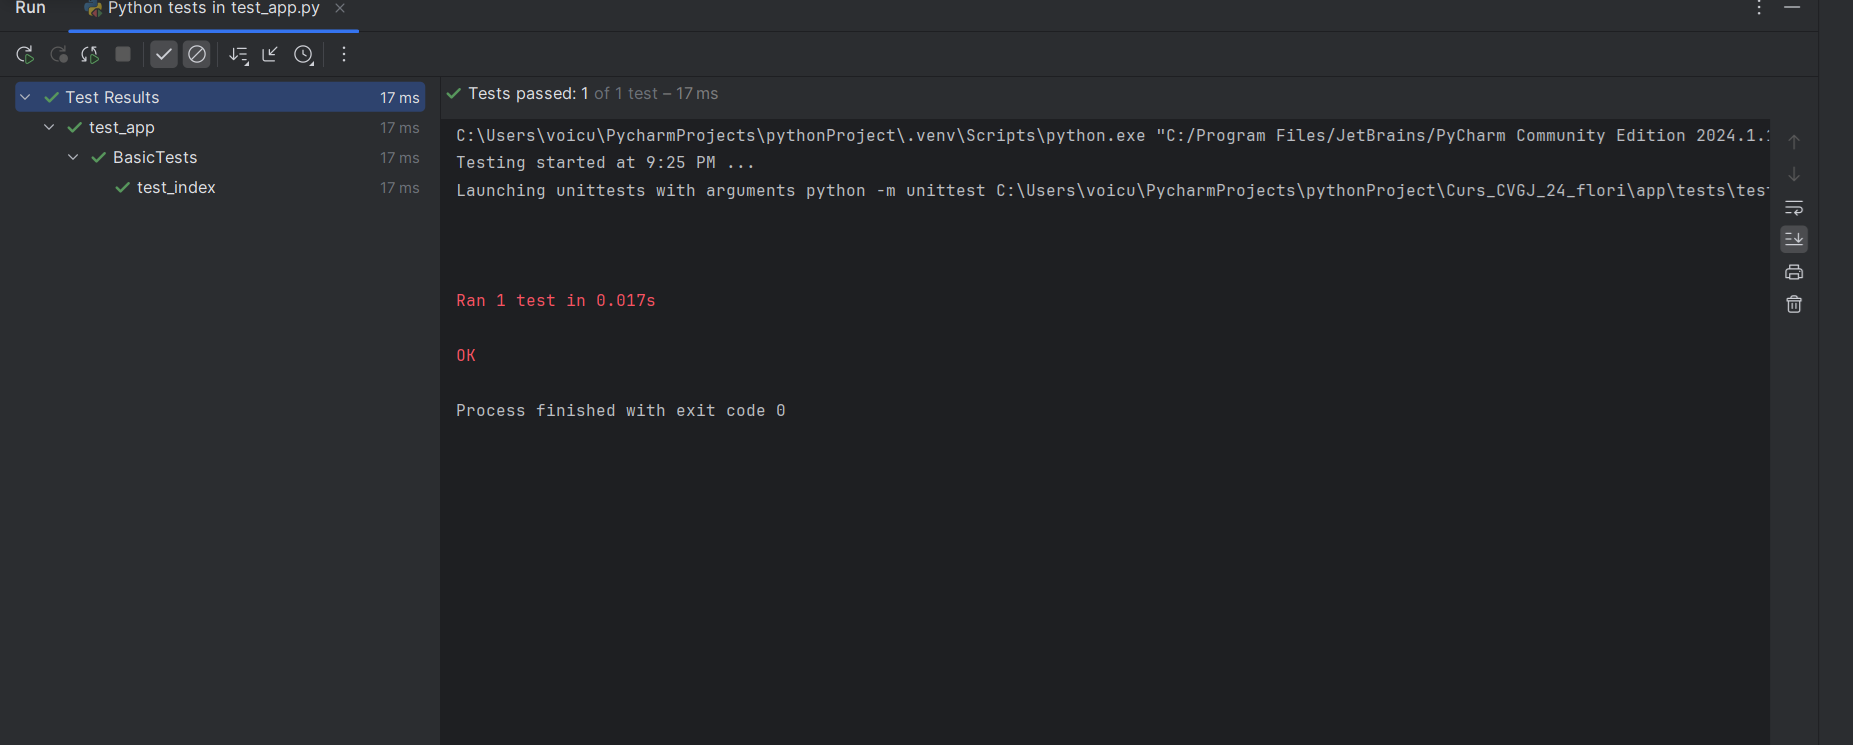 Run Python tests in test_app.py
Test Results 17 ms
test_app 17 ms
BasicTests 17 ms
test_index 17 ms
Tests passed: 1 of 1 test – 17 ms
C:\Users\voicu\PycharmProjects\pythonProject\.venv\Scripts\python.exe "C:/Program Files/JetBrains/PyCharm Community Edition 2024.1.1
Testing started at 9:25 PM ...
Launching unittests with arguments python -m unittest C:\Users\voicu\PycharmProjects\pythonProject\Curs_CVGJ_24_flori\app\tests\test
Ran 1 test in 0.017s
OK
Process finished with exit code 0